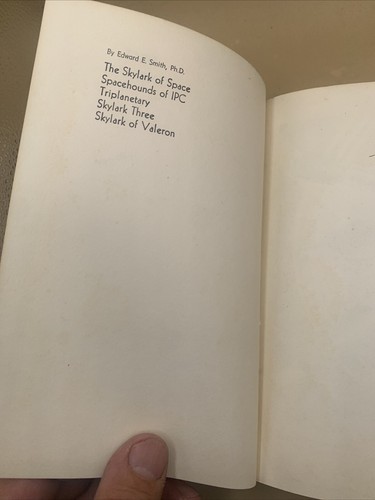 By Edward E. Smith, Ph.D.
The Skylark of Space
Spacehounds of IPC
Triplanetary
Skylark Three
Skylark of Valeron